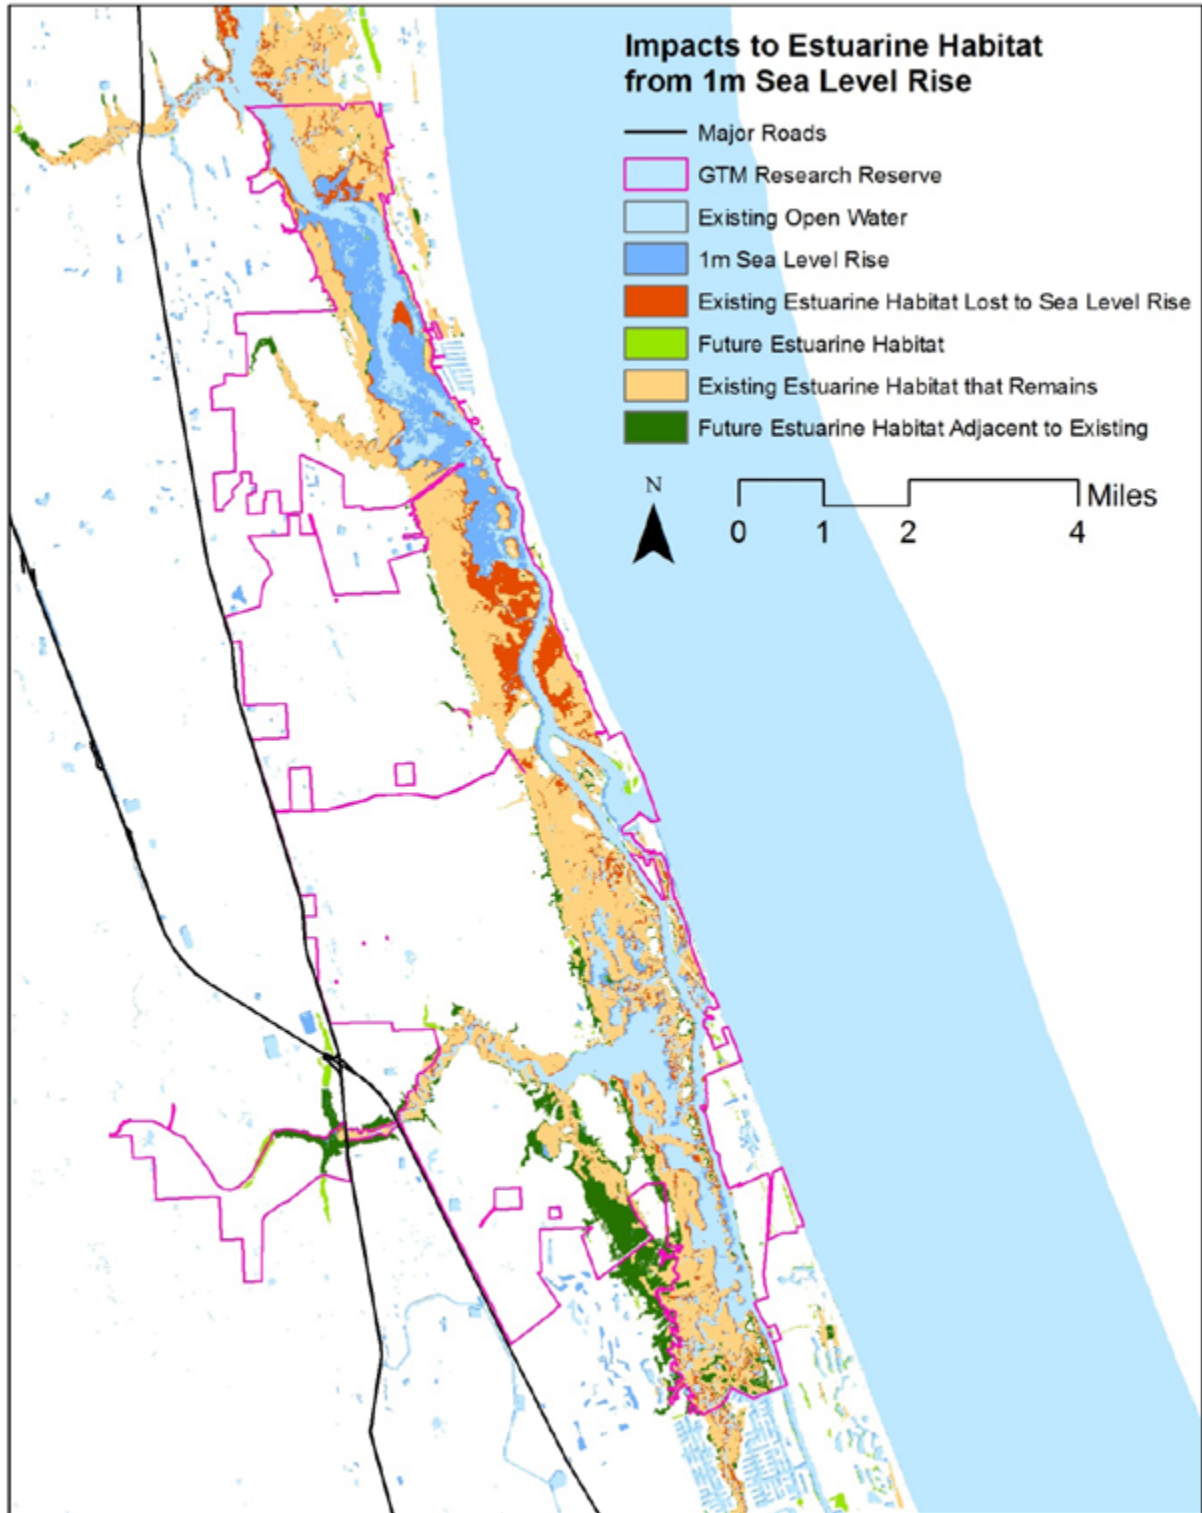 Impacts to Estuarine Habitat
from 1m Sea Level Rise
Major Roads
GTM Research Reserve
Existing Open Water
1m Sea Level Rise
Existing Estuarine Habitat Lost to Sea Level Rise
Future Estuarine Habitat
Existing Estuarine Habitat that Remains
Future Estuarine Habitat Adjacent to Existing
N
Miles
0 1 2 4